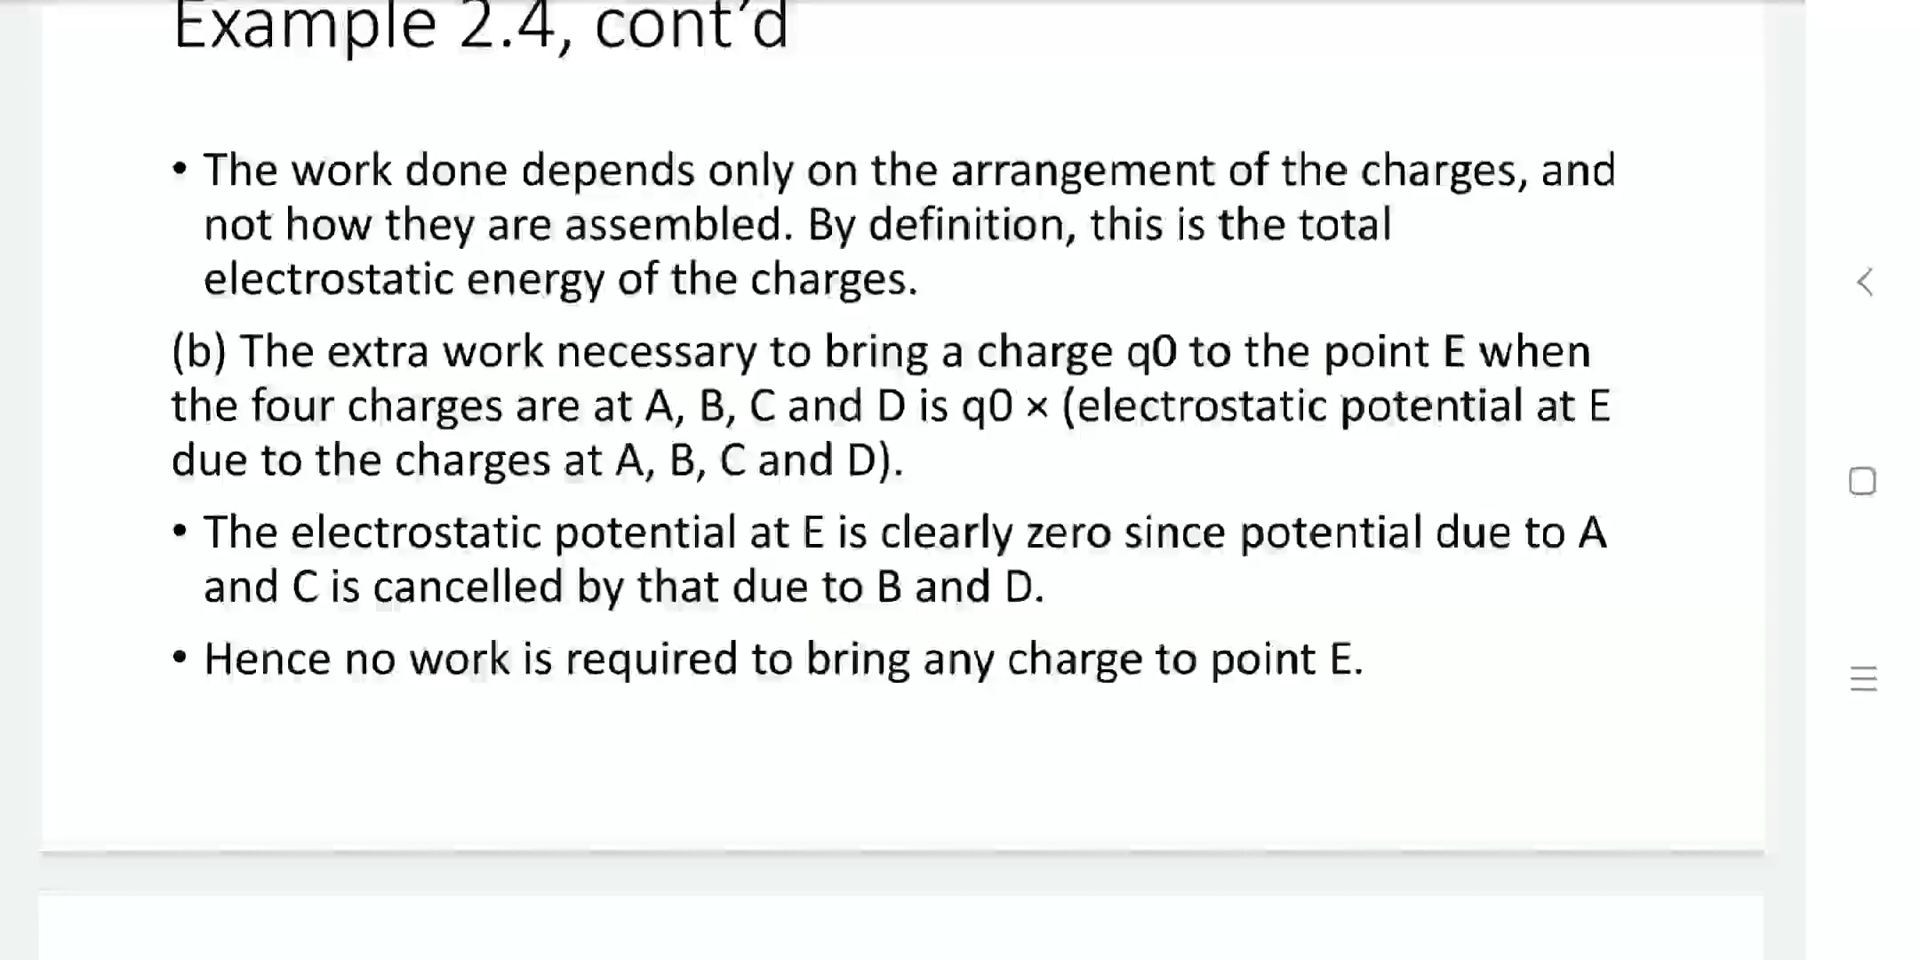 Example 2.4, cont’d
• The work done depends only on the arrangement of the charges, and
not how they are assembled. By definition, this is the total
electrostatic energy of the charges.
(b) The extra work necessary to bring a charge q0 to the point E when
the four charges are at A, B, C and D is q0 × (electrostatic potential at E
due to the charges at A, B, C and D).
• The electrostatic potential at E is clearly zero since potential due to A
and C is cancelled by that due to B and D.
• Hence no work is required to bring any charge to point E.